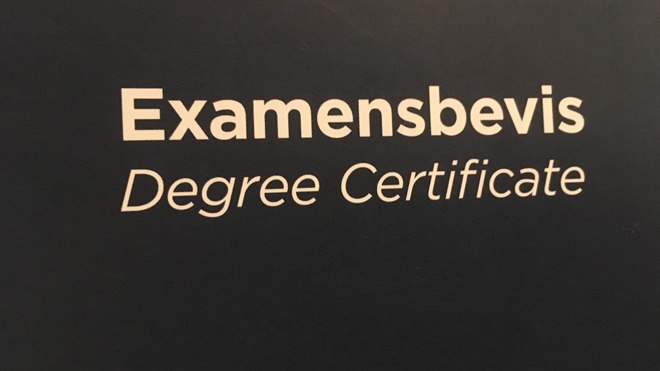 Examensbevis
Degree Certificate